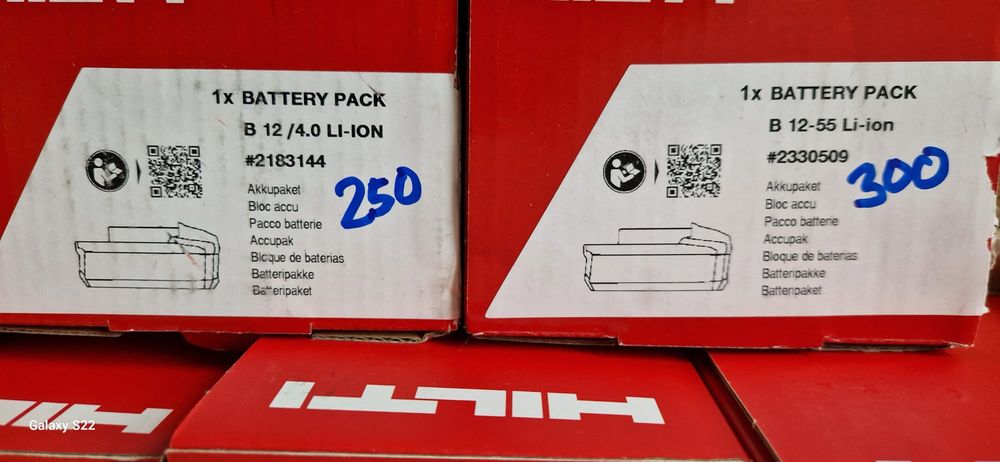 1x BATTERY PACK
B 12 /4.0 LI-ION
#2183144
250
Akkupaket
Bloc accu
Pacco batterie
Accupak
Bloque de baterias
Batteripakke
Batteripaket
1x BATTERY PACK
B 12-55 Li-ion
#2330509
300
Akkupaket
Bloc accu
Pacco batterie
Accupak
Bloque de baterias
Batteripakke
Batteripaket
HILTI
Galaxy S22